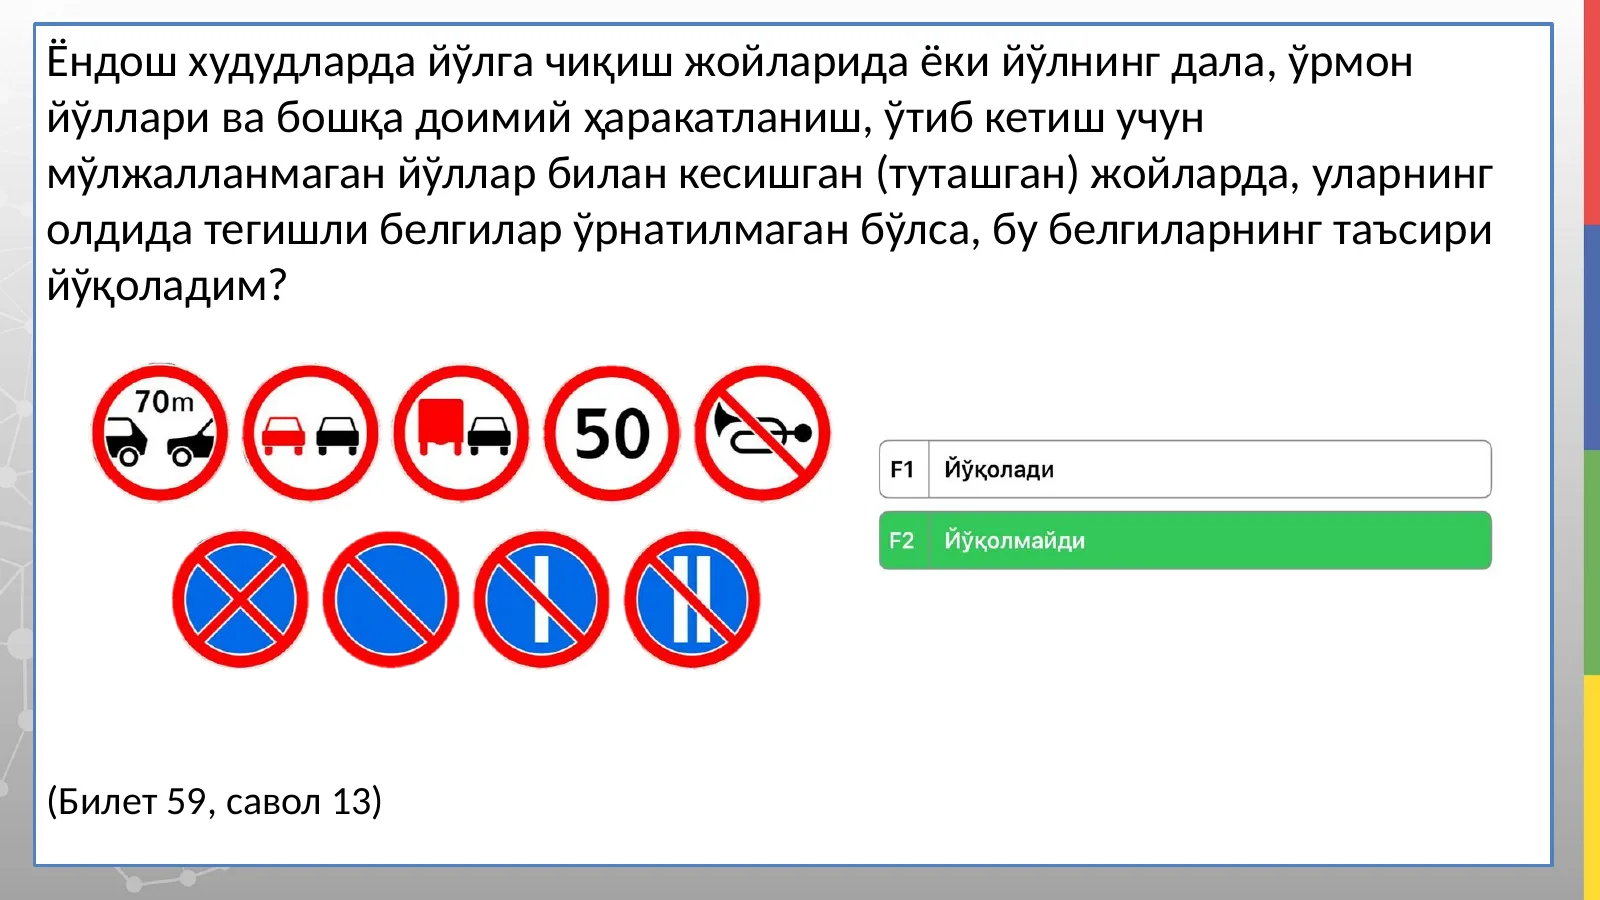 Ёндош худудларда йўлга чиқиш жойларида ёки йўлнинг дала, ўрмон
йўллари ва бошқа доимий ҳаракатланиш, ўтиб кетиш учун
мўлжалланмаган йўллар билан кесишган (туташган) жойларда, уларнинг
олдида тегишли белгилар ўрнатилмаган бўлса, бу белгиларнинг таъсири
йўқоладим?
70m
50
F1 Йўқолади
F2 Йўқолмайди
(Билет 59, савол 13)